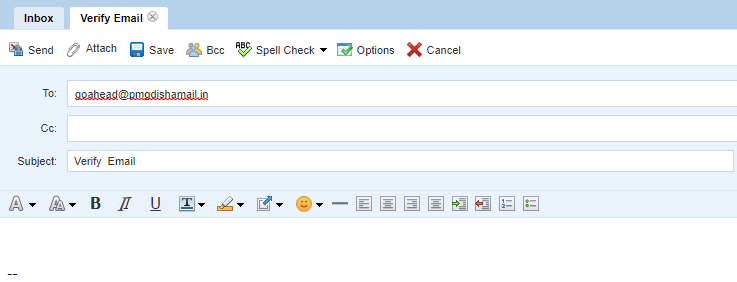 Inbox Verify Email
Send Attach Save Bcc ABC Spell Check Options Cancel
To: goahead@pmgdishamail.in
Cc:
Subject: Verify Email
A AA B I U T
--